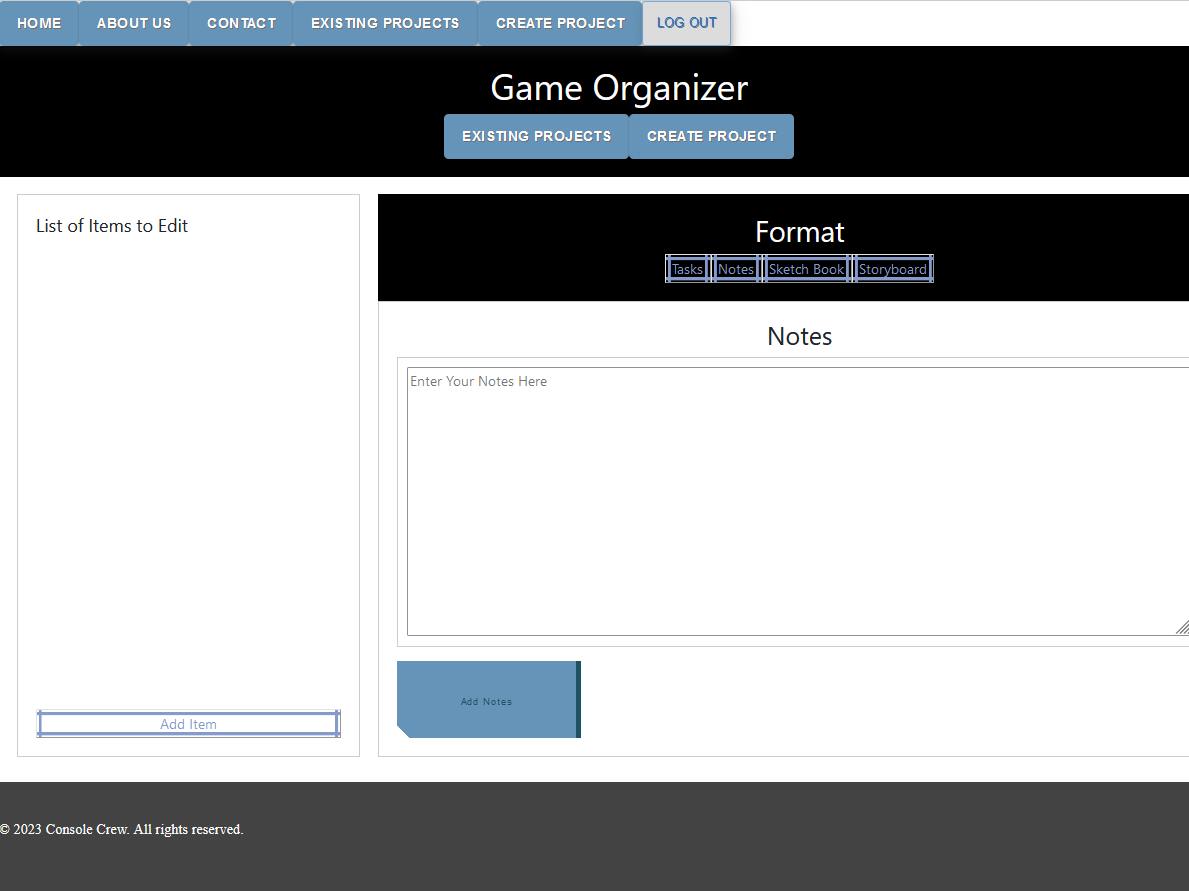 HOME ABOUT US CONTACT EXISTING PROJECTS CREATE PROJECT LOG OUT
Game Organizer
EXISTING PROJECTS CREATE PROJECT
List of Items to Edit
Add Item
Format
Tasks Notes Sketch Book Storyboard
Notes
Enter Your Notes Here
Add Notes
© 2023 Console Crew. All rights reserved.